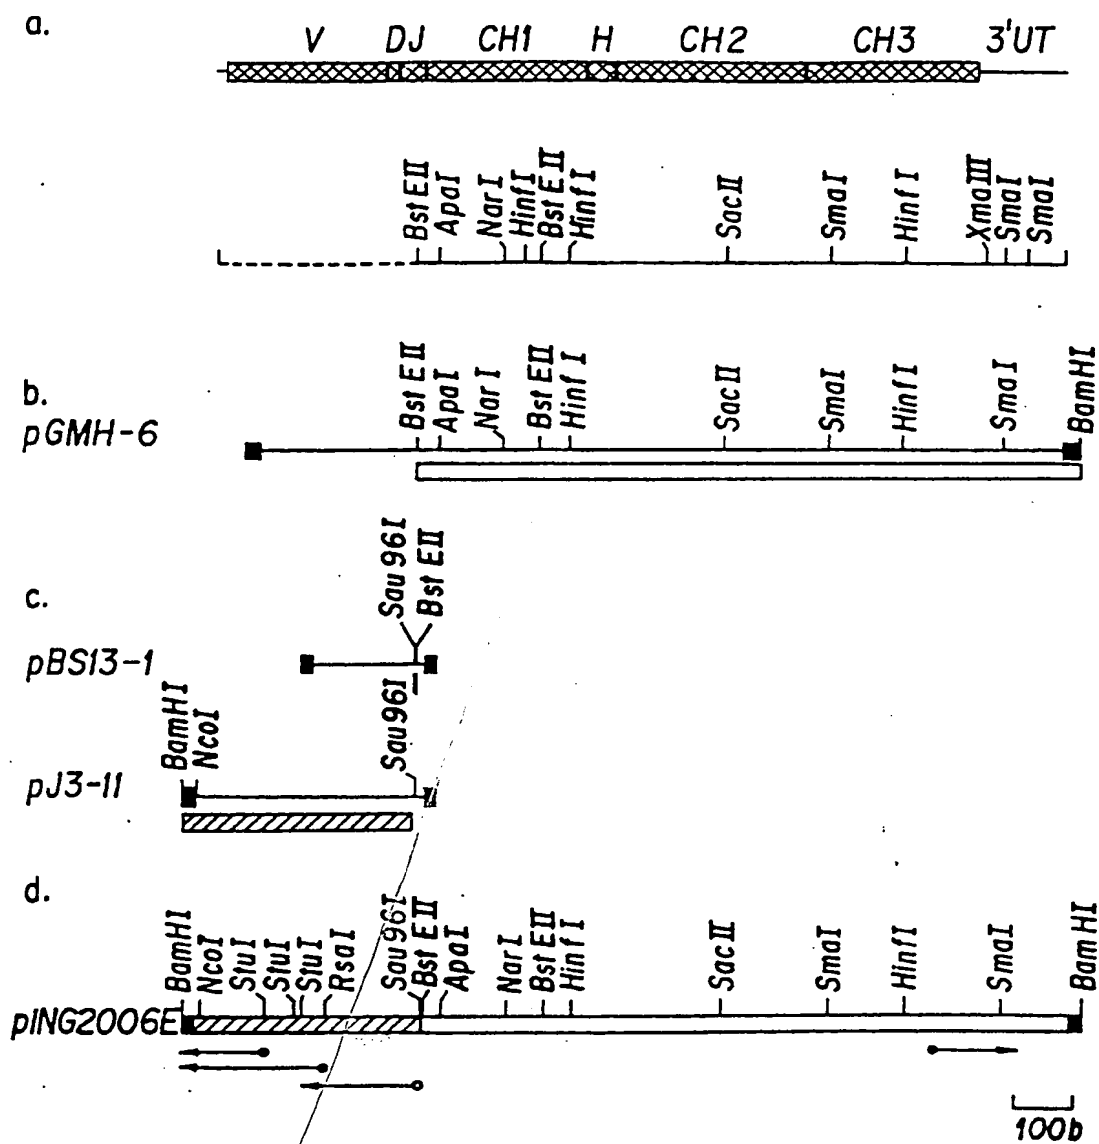 a.
V DJ CH1 H CH2 CH3 3'UT
BstEII ApaI NarI HinfI BstEII HinfI SacII SmaI HinfI XmaIII SmaI SmaI
b.
pGMH-6
BstEII ApaI NarI BstEII HinfI SacII SmaI HinfI SmaI BamHI
c.
Sau96I BstEII
pBS13-1
Sau96I
BamHI NcoI Sau96I
pJ3-11
d.
BamHI NcoI StuI StuI StuI RsaI Sau96I BstEII ApaI NarI BstEII HinfI SacII SmaI HinfI SmaI BamHI
pING2006E
100b